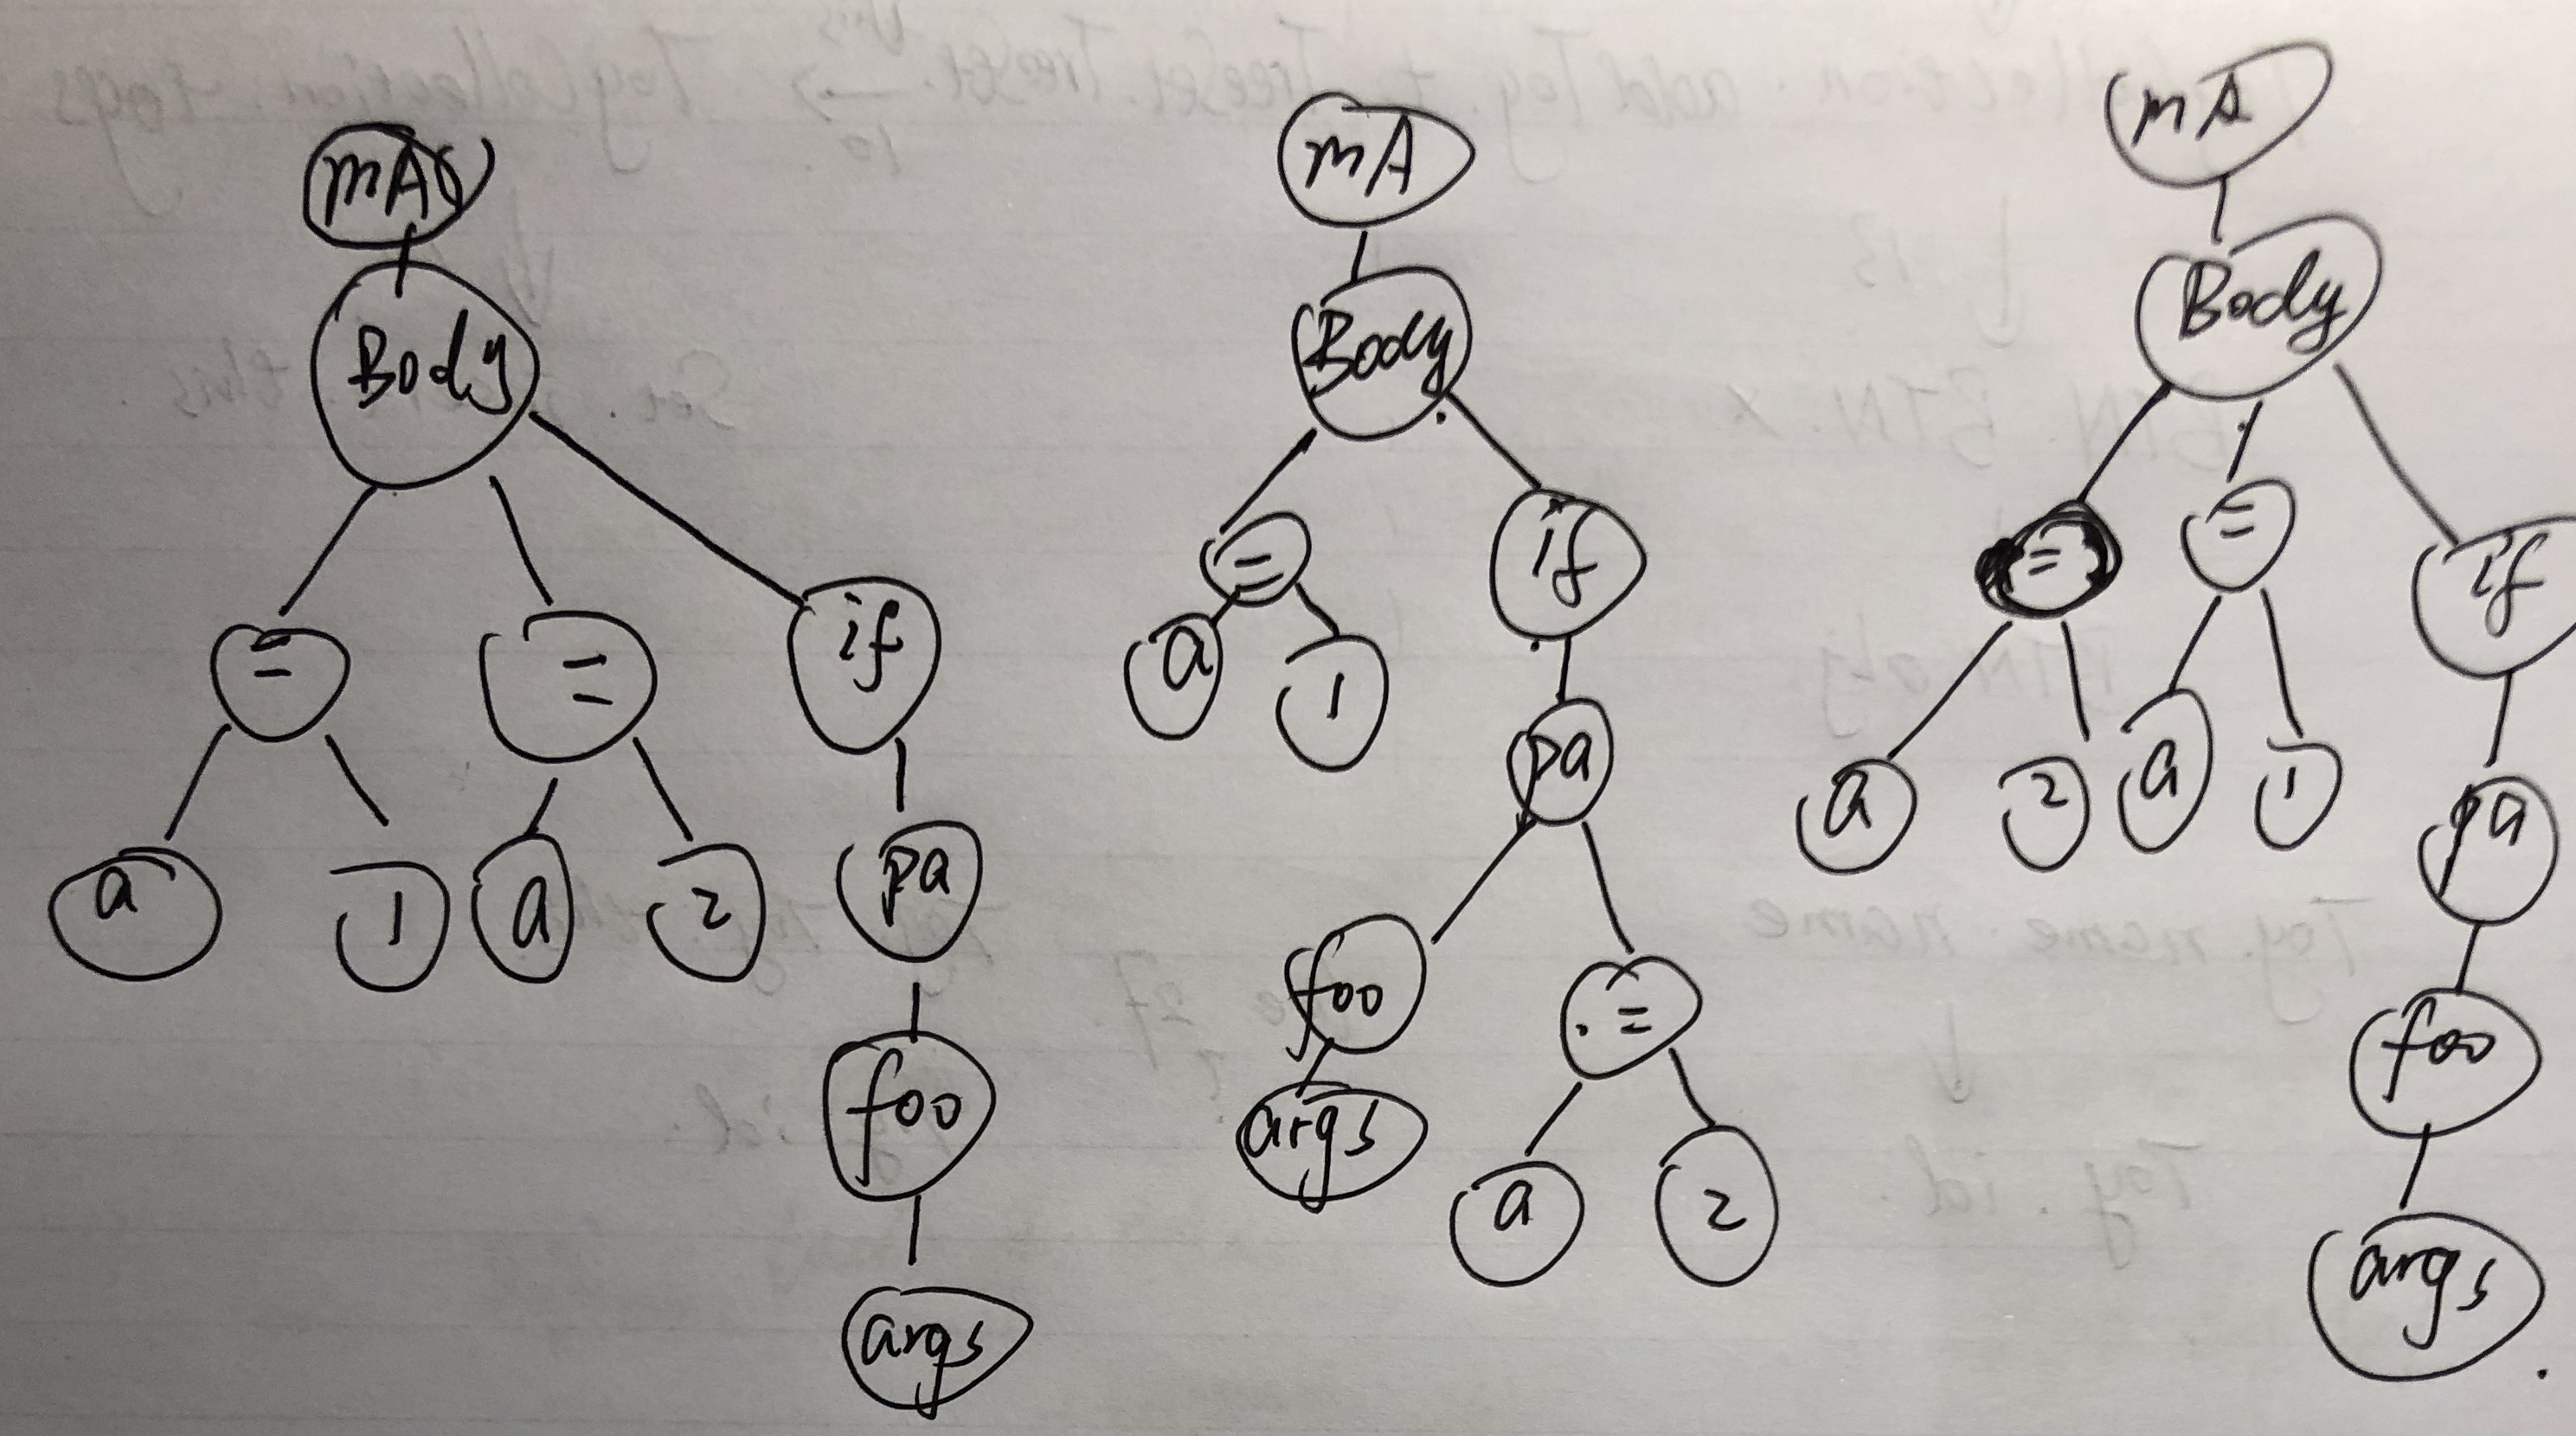 mA()
Body
=
=
if
a
1
a
2
pa
foo
args
mA
Body
=
if
a
1
pa
foo
=
args
a
2
mA
Body
=
=
if
a
2
a
1
pa
foo
args